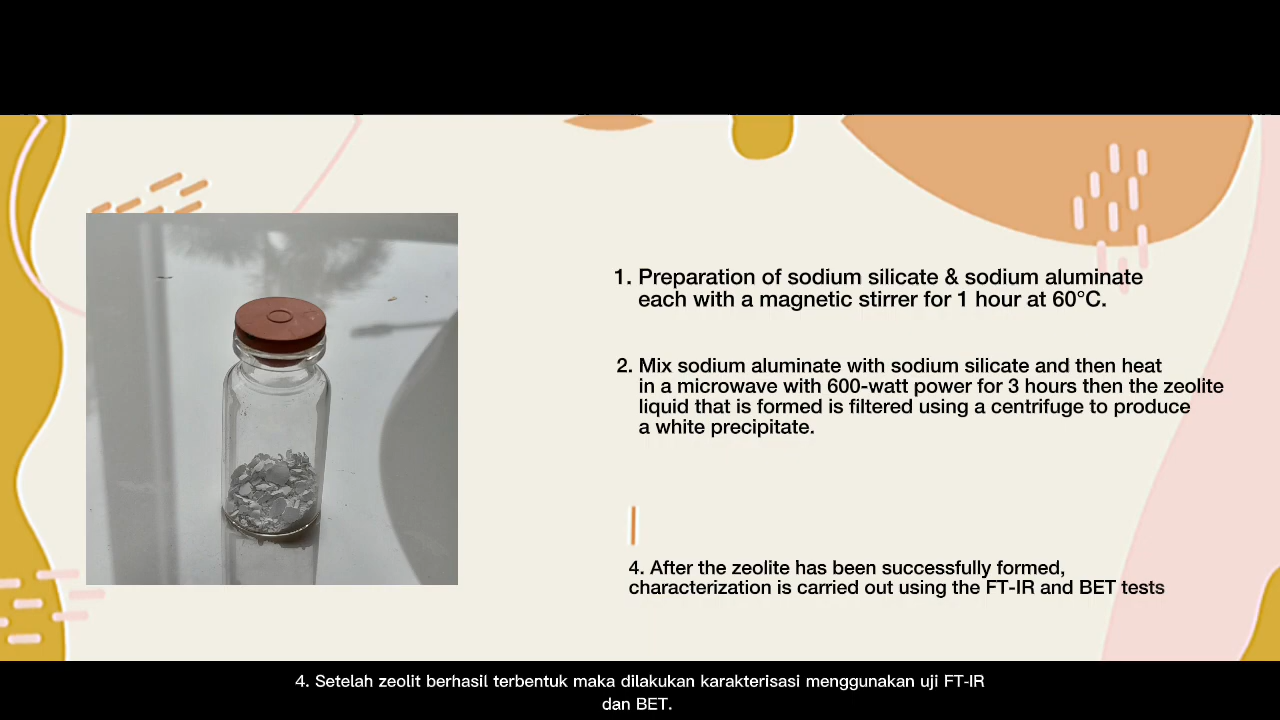 1. Preparation of sodium silicate & sodium aluminate
each with a magnetic stirrer for 1 hour at 60°C.
2. Mix sodium aluminate with sodium silicate and then heat
in a microwave with 600-watt power for 3 hours then the zeolite
liquid that is formed is filtered using a centrifuge to produce
a white precipitate.
4. After the zeolite has been successfully formed,
characterization is carried out using the FT-IR and BET tests
4. Setelah zeolit berhasil terbentuk maka dilakukan karakterisasi menggunakan uji FT-IR
dan BET.